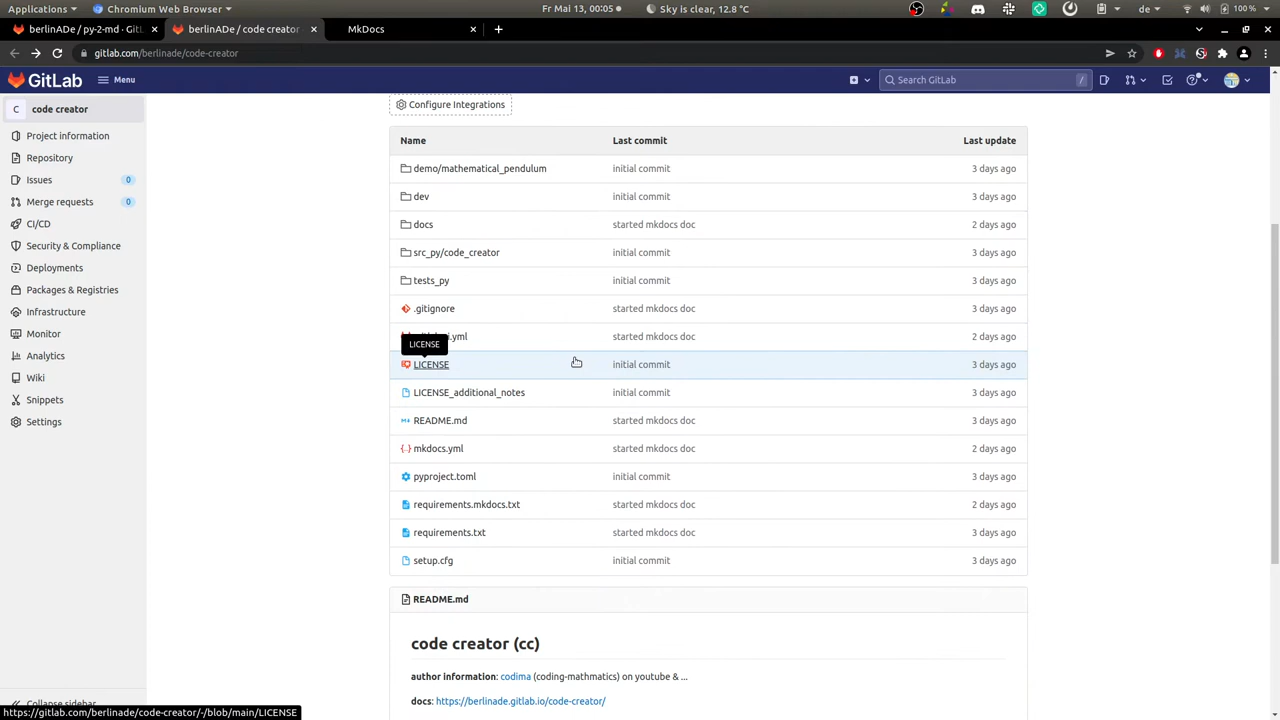 Applications
Chromium Web Browser
Fr Mai 13, 00:05
Sky is clear, 12.8 °C
de
100 %
berlinADe / py-2-md · GitL
berlinADe / code creator
MkDocs
gitlab.com/berlinade/code-creator
GitLab
Menu
Search GitLab
/
C
code creator
Project information
Repository
Issues
0
Merge requests
0
CI/CD
Security & Compliance
Deployments
Packages & Registries
Infrastructure
Monitor
Analytics
Wiki
Snippets
Settings
Collapse sidebar
Configure Integrations
Name Last commit Last update
demo/mathematical_pendulum initial commit 3 days ago
dev initial commit 3 days ago
docs started mkdocs doc 2 days ago
src_py/code_creator initial commit 3 days ago
tests_py initial commit 3 days ago
.gitignore started mkdocs doc 3 days ago
.yml started mkdocs doc 2 days ago
LICENSE
LICENSE initial commit 3 days ago
LICENSE_additional_notes initial commit 3 days ago
README.md started mkdocs doc 3 days ago
mkdocs.yml started mkdocs doc 2 days ago
pyproject.toml initial commit 3 days ago
requirements.mkdocs.txt started mkdocs doc 2 days ago
requirements.txt started mkdocs doc 3 days ago
setup.cfg initial commit 3 days ago
README.md
code creator (cc)
author information: codima (coding-mathmatics) on youtube & ...
docs: https://berlinade.gitlab.io/code-creator/
https://gitlab.com/berlinade/code-creator/-/blob/main/LICENSE